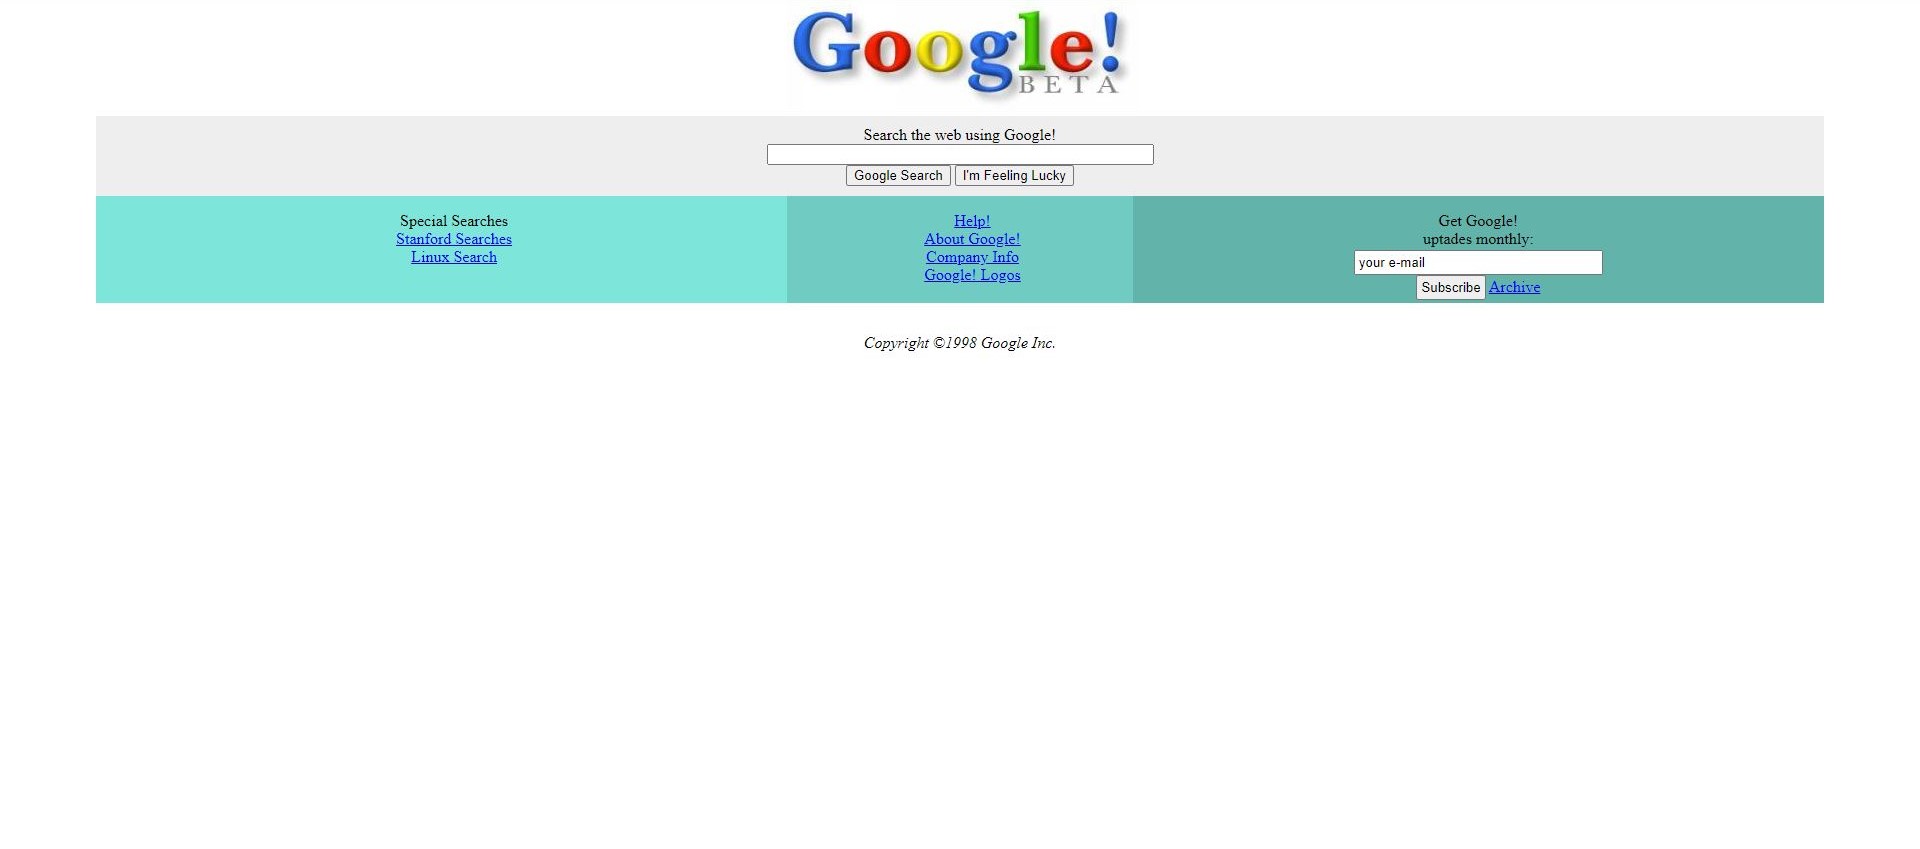 Google!
BETA
Search the web using Google!
Google Search I'm Feeling Lucky
Special Searches
Stanford Searches
Linux Search
Help!
About Google!
Company Info
Google! Logos
Get Google!
uptades monthly:
your e-mail
Subscribe Archive
Copyright ©1998 Google Inc.